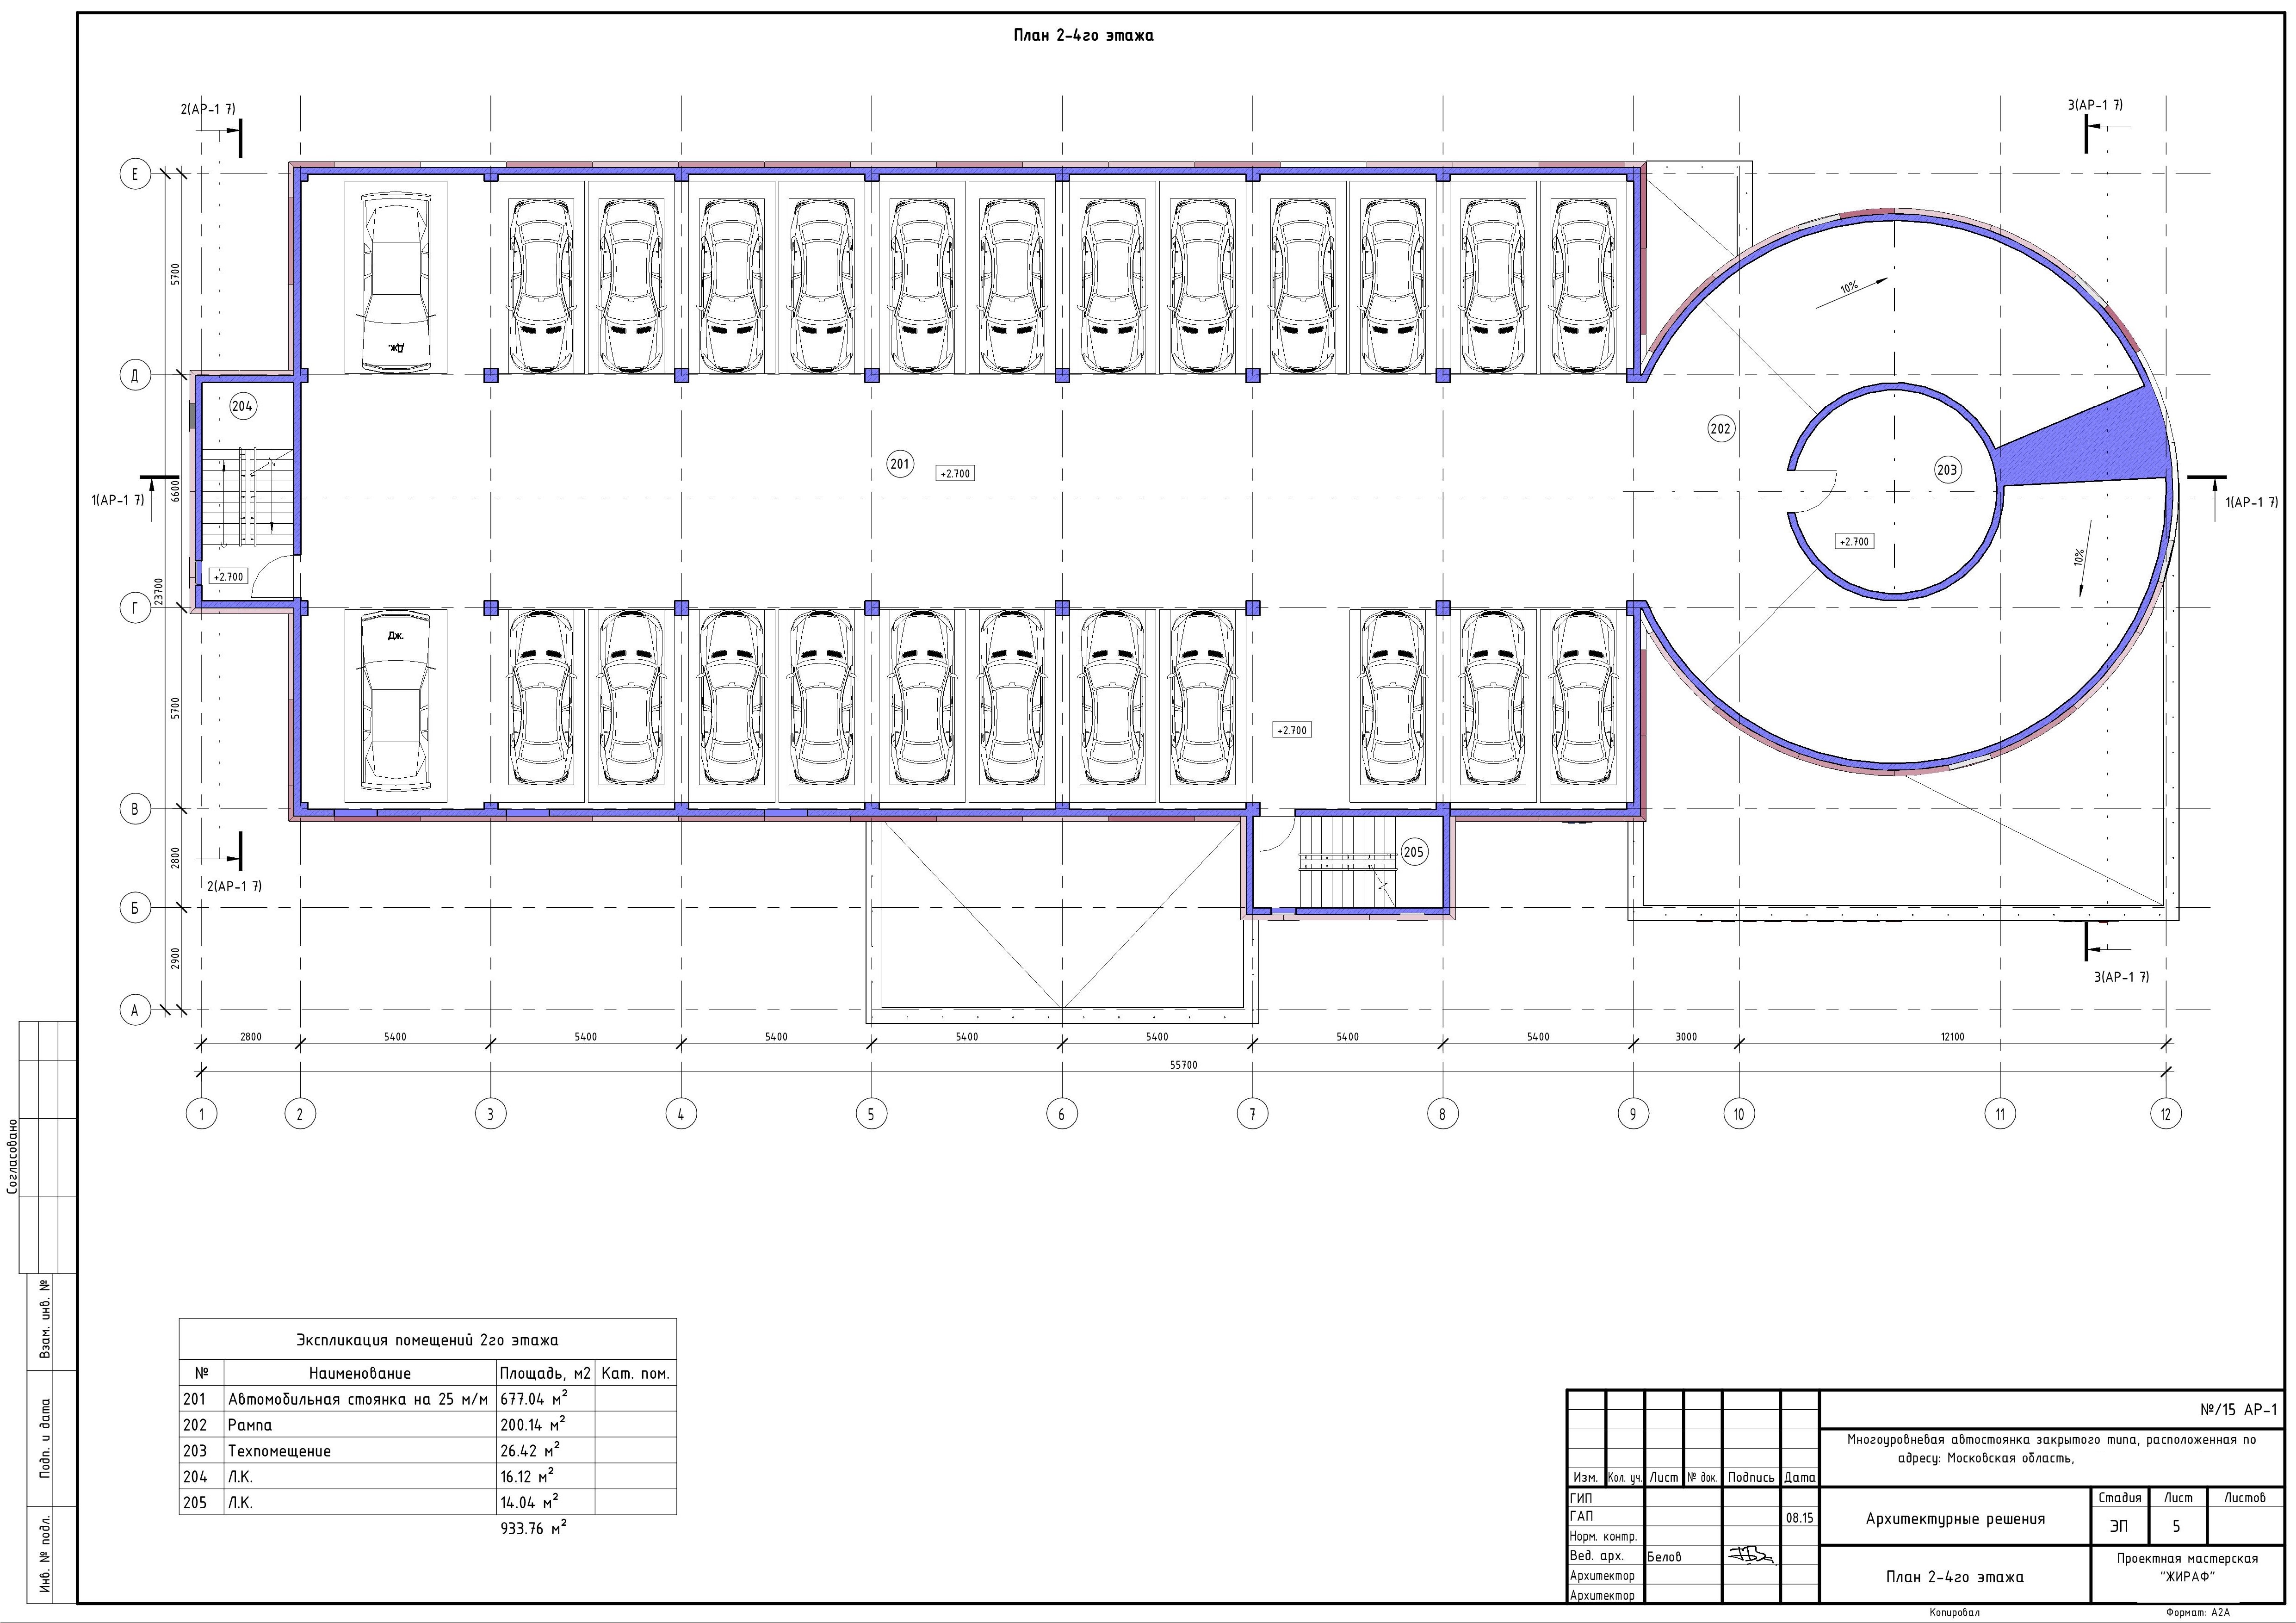 План 2-4го этажа
2(АР-1 7)
3(АР-1 7)
Е
5700
10%
Дж.
Д
204
202
201
+2.700
203
1(АР-1 7)
6600
1(АР-1 7)
+2.700
10%
+2.700
23700
Г
Дж.
5700
+2.700
В
2800
205
2(АР-1 7)
Б
2900
3(АР-1 7)
А
2800
5400
5400
5400
5400
5400
5400
5400
3000
12100
55700
1
2
3
4
5
6
7
8
9
10
11
12
Согласовано
Взам. инв. №
Подп. и дата
Инв. № подл.
Экспликация помещений 2го этажа
№ Наименование Площадь, м2 Кат. пом.
201 Автомобильная стоянка на 25 м/м 677.04 м²
202 Рампа 200.14 м²
203 Техпомещение 26.42 м²
204 Л.К. 16.12 м²
205 Л.К. 14.04 м²
933.76 м²
№/15 АР-1
Многоуровневая автостоянка закрытого типа, расположенная по
адресу: Московская область,
Изм. Кол. уч. Лист № док. Подпись Дата
ГИП
ГАП 08.15
Норм. контр.
Вед. арх. Белов
Архитектор
Архитектор
Архитектурные решения
Стадия Лист Листов
ЭП 5
План 2-4го этажа
Проектная мастерская
"ЖИРАФ"
Копировал Формат: А2А